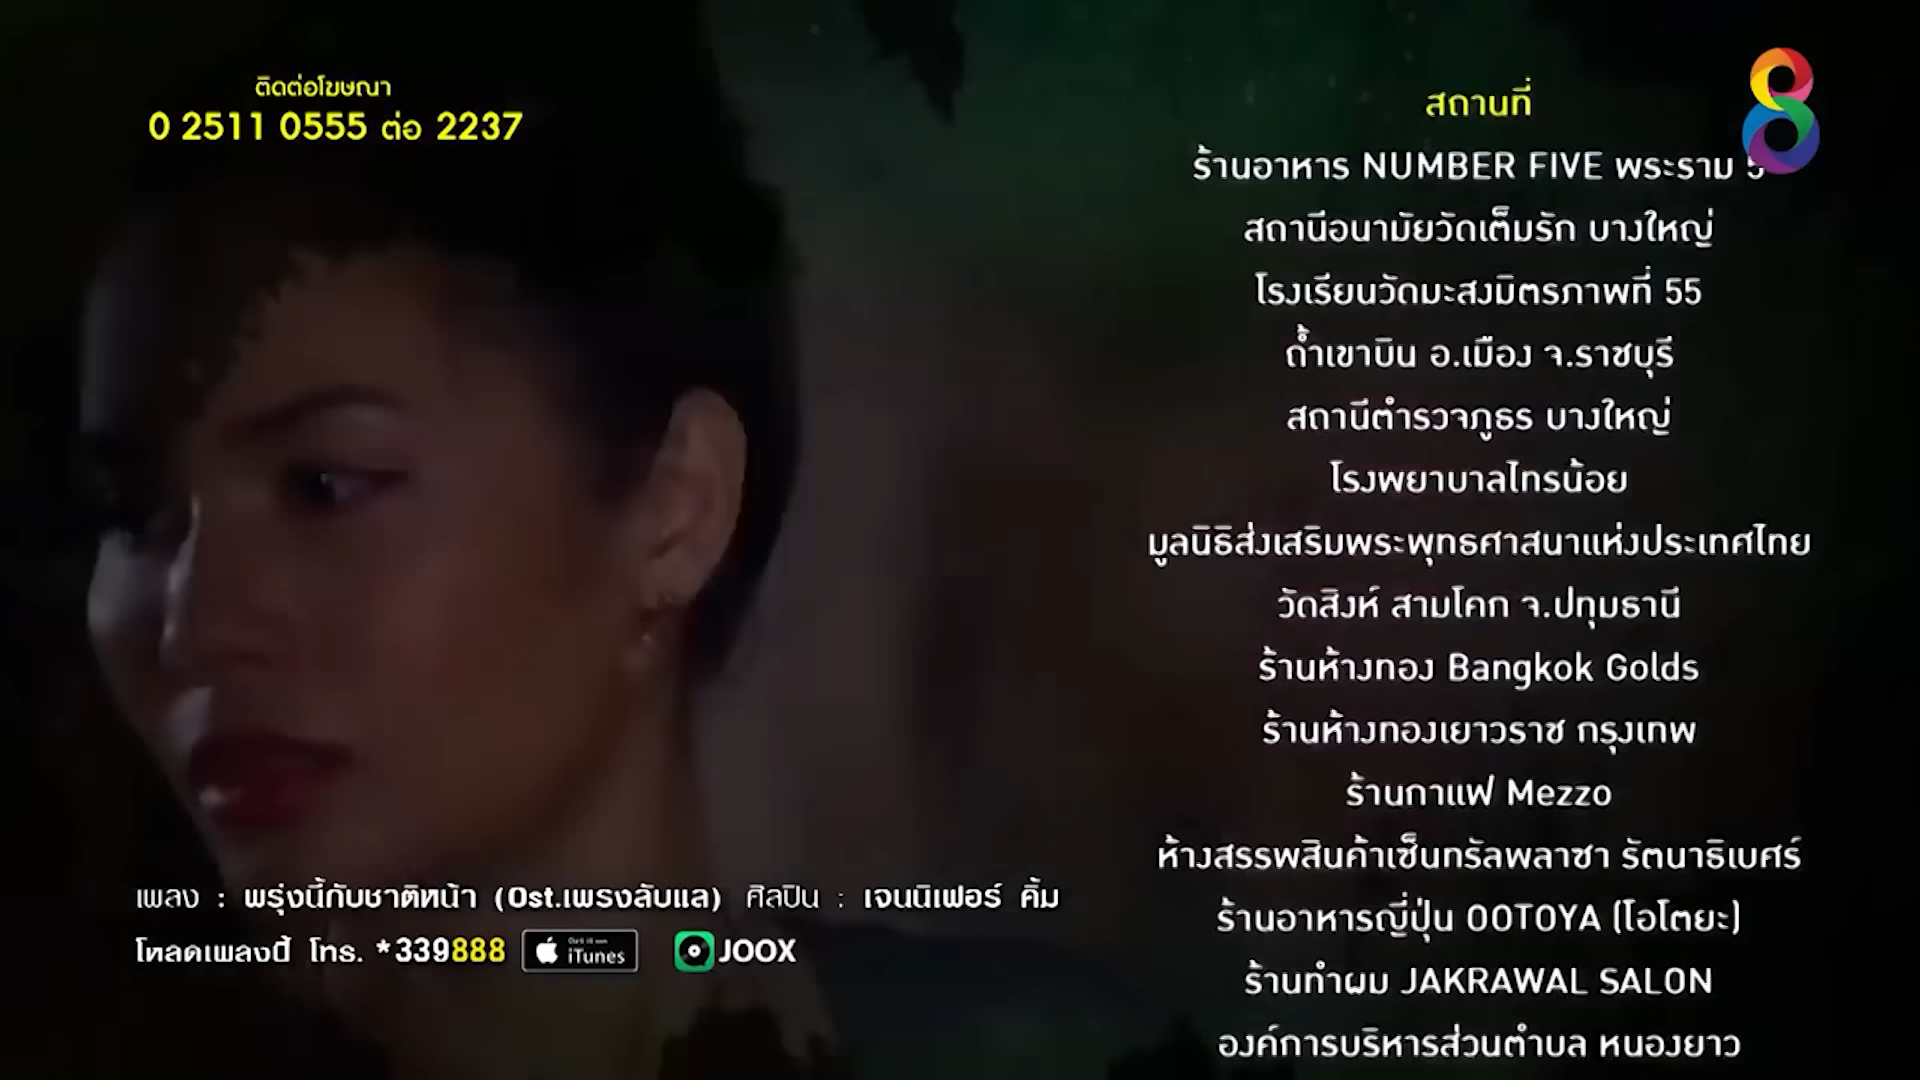 ติดต่อโฆษณา
0 2511 0555 ต่อ 2237
สถานที่
ร้านอาหาร NUMBER FIVE พระราม 5
สถานีอนามัยวัดเต็มรัก บางใหญ่
โรงเรียนวัดมะสงมิตรภาพที่ 55
ถ้ำเขาบิน อ.เมือง จ.ราชบุรี
สถานีตำรวจภูธร บางใหญ่
โรงพยาบาลไทรน้อย
มูลนิธิส่งเสริมพระพุทธศาสนาแห่งประเทศไทย
วัดสิงห์ สามโคก จ.ปทุมธานี
ร้านห้างทอง Bangkok Golds
ร้านห้างทองเยาวราช กรุงเทพ
ร้านกาแฟ Mezzo
ห้างสรรพสินค้าเซ็นทรัลพลาซา รัตนาธิเบศร์
ร้านอาหารญี่ปุ่น OOTOYA (โอโตยะ)
ร้านทำผม JAKRAWAL SALON
องค์การบริหารส่วนตำบล หนองยาว
เพลง : พรุ่งนี้กับชาติหน้า (Ost.เพรงลับแล) ศิลปิน : เจนนิเฟอร์ คิ้ม
โหลดเพลงนี้ โทร. *339888 iTunes JOOX
8